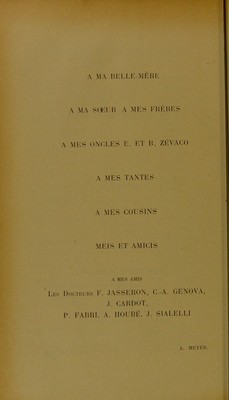 A MA BELLE-MÈRE
A MA SŒUR A MES FRÈRES
A MES ONCLES E. ET B. ZEVACO
A MES TANTES
A MES COUSINS
MEIS ET AMICIS
A MES AMIS
LES DOCTEURS F. JASSERON, C.-A. GENOVA,
J. CARDOT,
P. FABRI, A. HOURÉ, J. SIALELLI
A. MEYER.